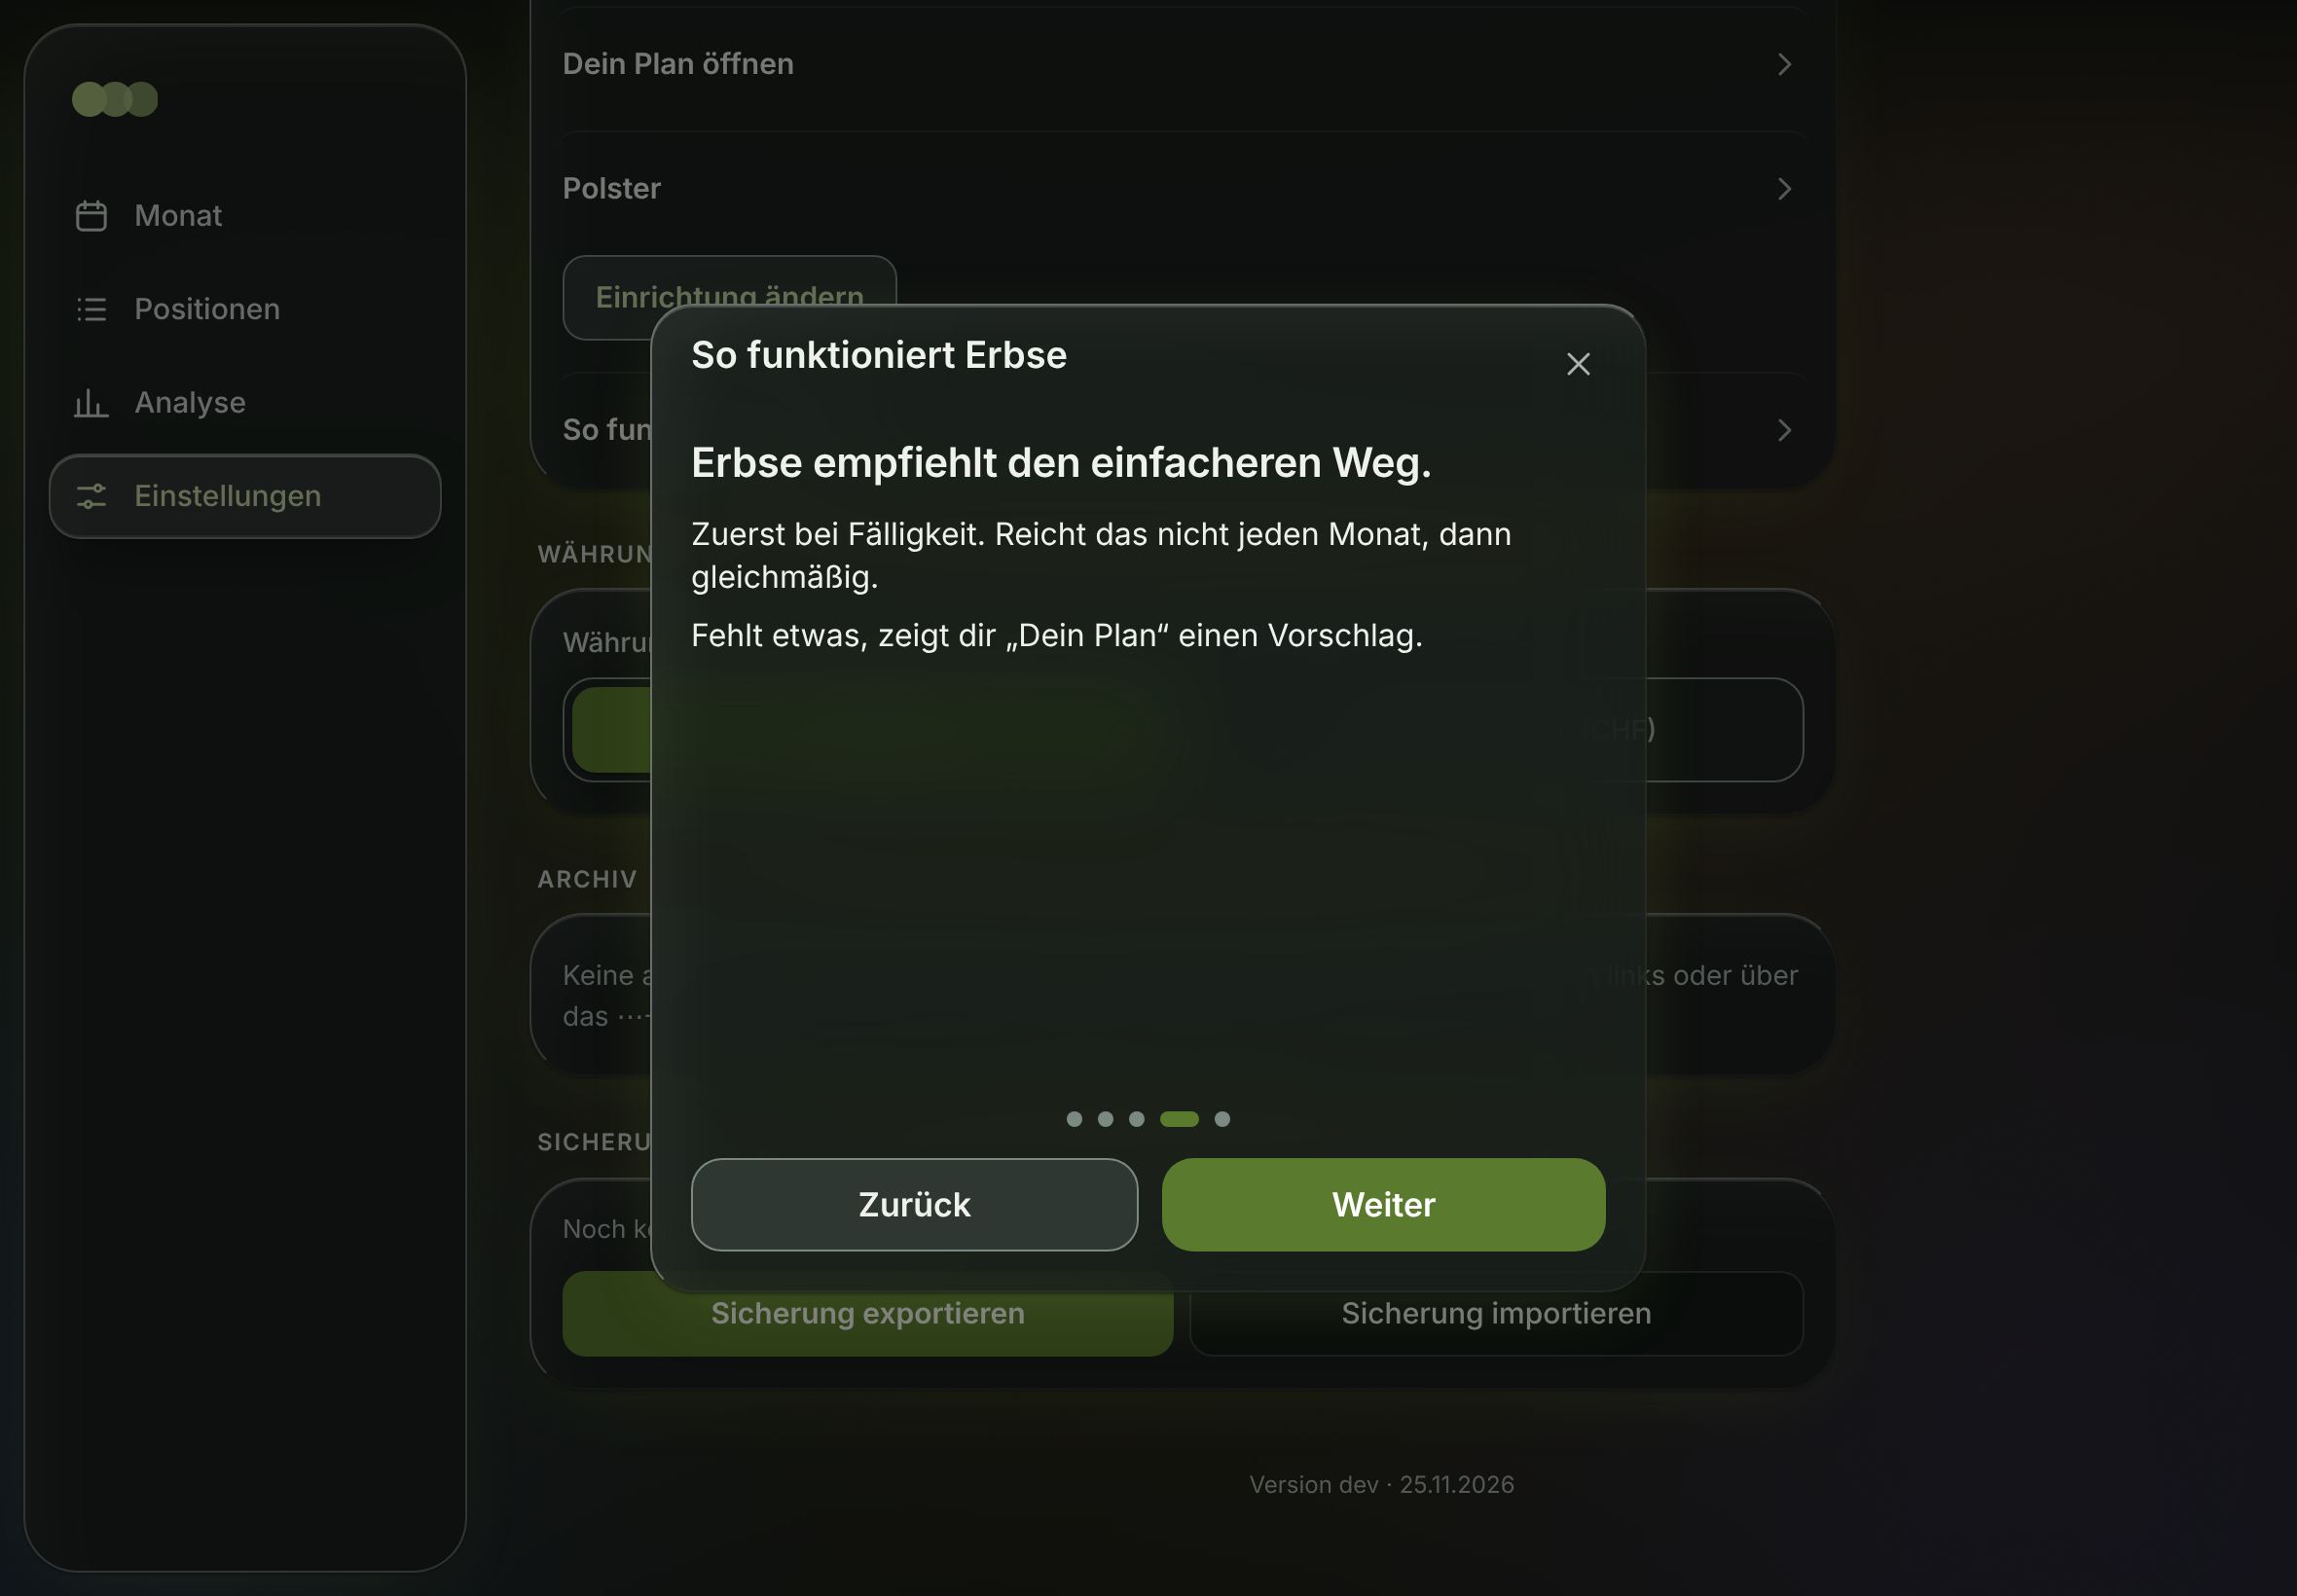 Monat
Positionen
Analyse
Einstellungen
Dein Plan öffnen
Polster
Einrichtung ändern
So fun
So funktioniert Erbse
Erbse empfiehlt den einfacheren Weg.
Zuerst bei Fälligkeit. Reicht das nicht jeden Monat, dann
gleichmäßig.
Fehlt etwas, zeigt dir „Dein Plan“ einen Vorschlag.
Zurück
Weiter
WÄHRUN
Währun
CHF)
ARCHIV
Keine a
links oder über
das ···-
SICHERU
Noch ke
Sicherung exportieren
Sicherung importieren
Version dev · 25.11.2026